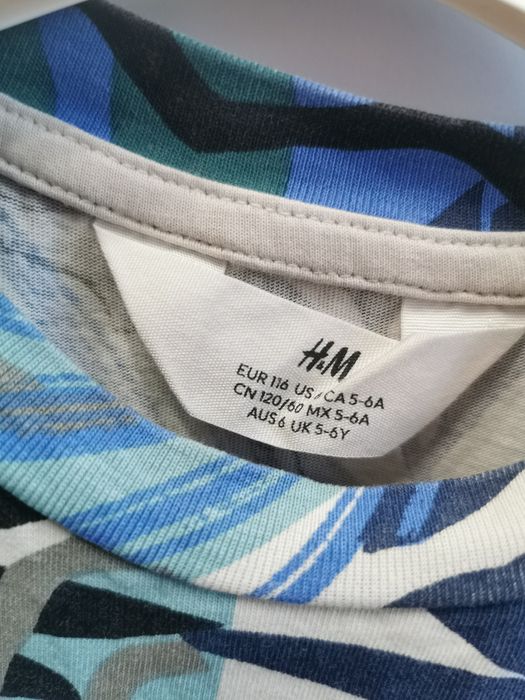 H&M
EUR 116 US/CA 5-6A
CN 120/60 MX 5-6A
AUS 6 UK 5-6Y